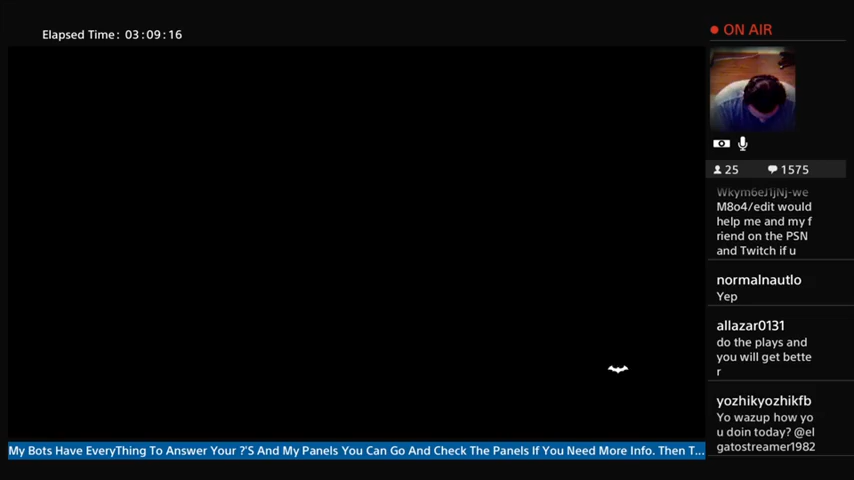 Elapsed Time: 03:09:16
ON AIR
25 1575
M8o4/edit would
help me and my f
riend on the PSN
and Twitch if u
normalnautlo
Yep
allazar0131
do the plays and
you will get bette
r
yozhikyozhikfb
Yo wazup how yo
u doin today? @el
gatostreamer1982
My Bots Have EveryThing To Answer Your ?'S And My Panels You Can Go And Check The Panels If You Need More Info. Then T...